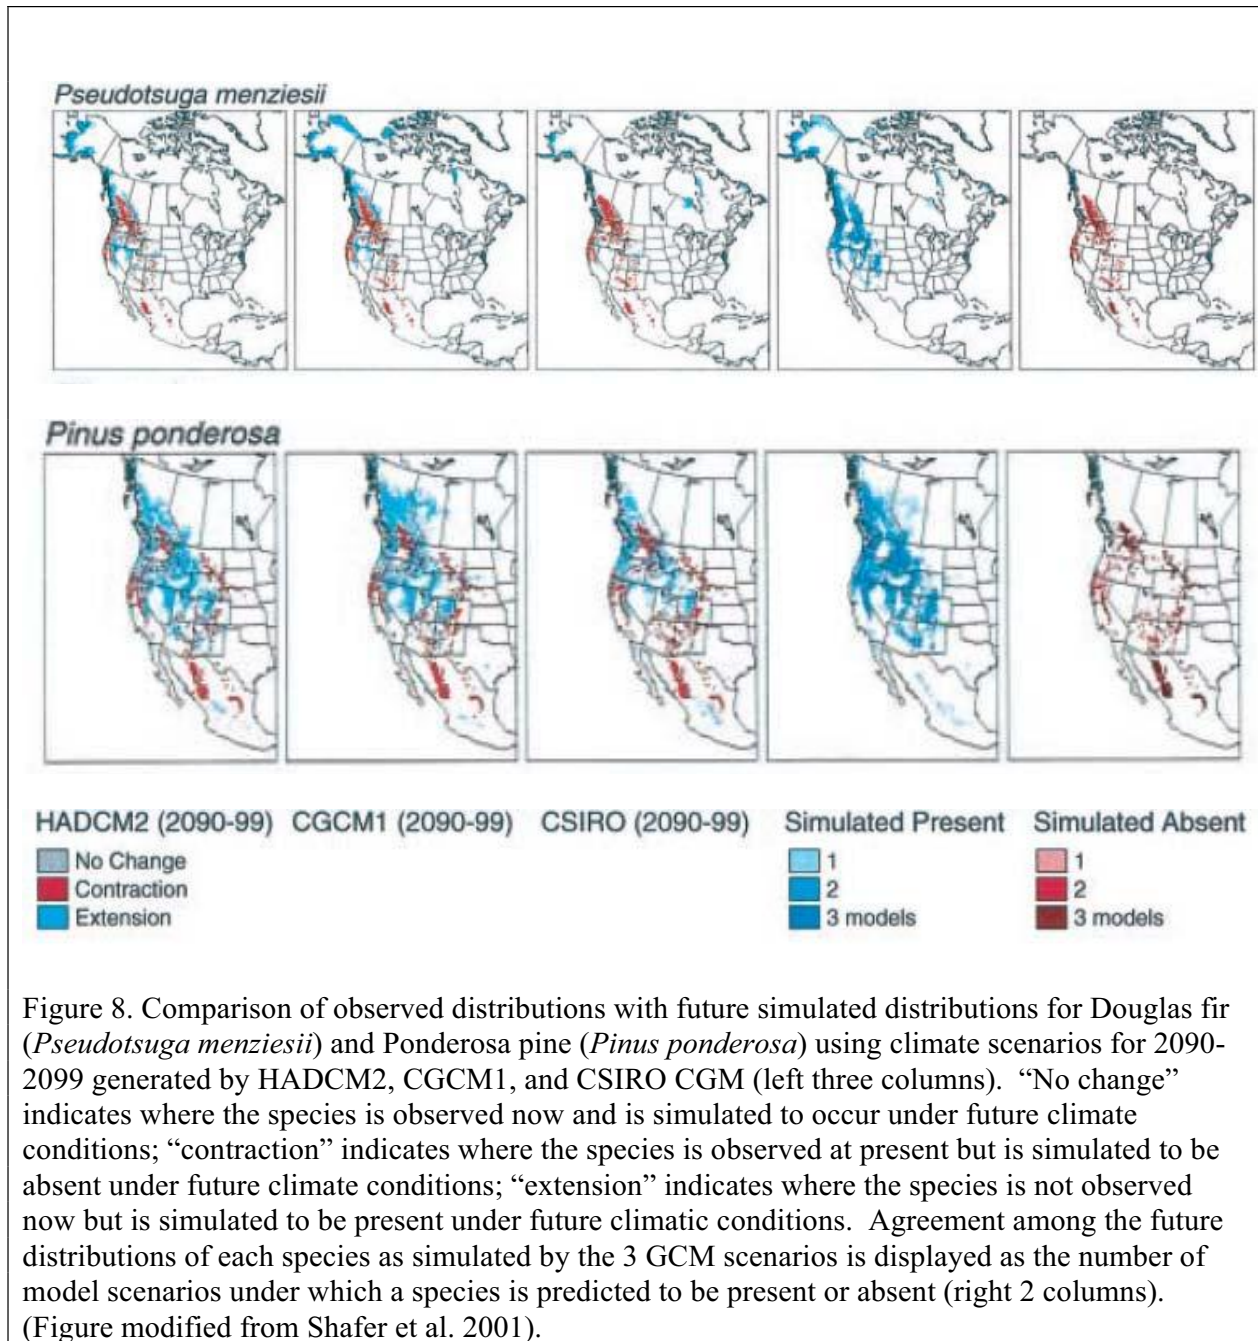 Pseudotsuga menziesii
Pinus ponderosa
HADCM2 (2090-99) CGCM1 (2090-99) CSIRO (2090-99) Simulated Present Simulated Absent
No Change 1 1
Contraction 2 2
Extension 3 models 3 models
Figure 8. Comparison of observed distributions with future simulated distributions for Douglas fir
(Pseudotsuga menziesii) and Ponderosa pine (Pinus ponderosa) using climate scenarios for 2090-
2099 generated by HADCM2, CGCM1, and CSIRO CGM (left three columns). “No change”
indicates where the species is observed now and is simulated to occur under future climate
conditions; “contraction” indicates where the species is observed at present but is simulated to be
absent under future climate conditions; “extension” indicates where the species is not observed
now but is simulated to be present under future climatic conditions. Agreement among the future
distributions of each species as simulated by the 3 GCM scenarios is displayed as the number of
model scenarios under which a species is predicted to be present or absent (right 2 columns).
(Figure modified from Shafer et al. 2001).